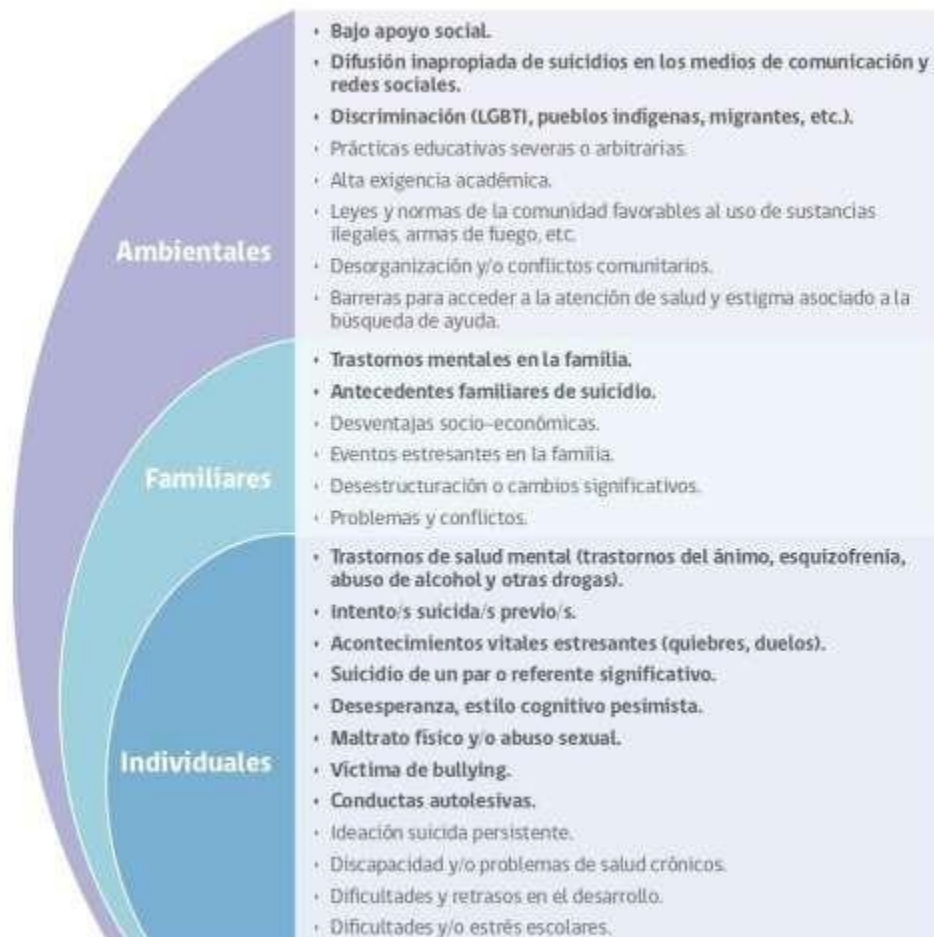 • Bajo apoyo social.
• Difusión inapropiada de suicidios en los medios de comunicación y
redes sociales.
• Discriminación (LGBTI, pueblos indígenas, migrantes, etc.).
• Prácticas educativas severas o arbitrarias.
• Alta exigencia académica.
• Leyes y normas de la comunidad favorables al uso de sustancias
ilegales, armas de fuego, etc.
• Desorganización y/o conflictos comunitarios.
• Barreras para acceder a la atención de salud y estigma asociado a la
búsqueda de ayuda.
Ambientales
• Trastornos mentales en la familia.
• Antecedentes familiares de suicidio.
• Desventajas socio-económicas.
• Eventos estresantes en la familia.
• Desestructuración o cambios significativos.
• Problemas y conflictos.
Familiares
• Trastornos de salud mental (trastornos del ánimo, esquizofrenia,
abuso de alcohol y otras drogas).
• Intento/s suicida/s previo/s.
• Acontecimientos vitales estresantes (quiebres, duelos).
• Suicidio de un par o referente significativo.
• Desesperanza, estilo cognitivo pesimista.
• Maltrato físico y/o abuso sexual.
• Víctima de bullying.
• Conductas autolesivas.
• Ideación suicida persistente.
• Discapacidad y/o problemas de salud crónicos.
• Dificultades y retrasos en el desarrollo.
• Dificultades y/o estrés escolares.
Individuales